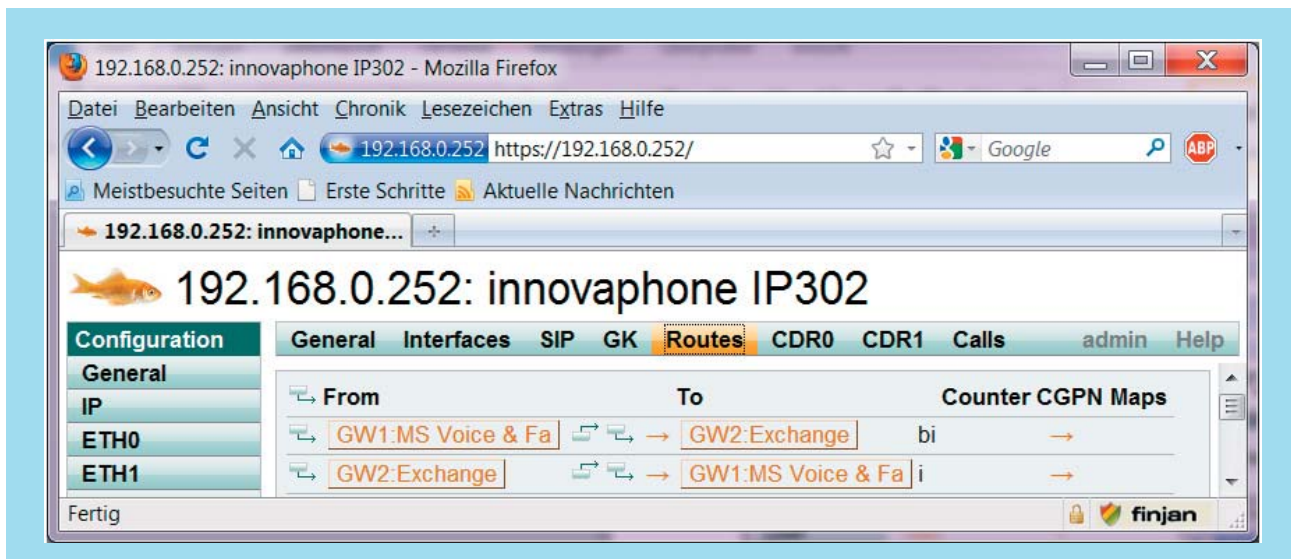 192.168.0.252: innovaphone IP302 - Mozilla Firefox
Datei Bearbeiten Ansicht Chronik Lesezeichen Extras Hilfe
192.168.0.252 https://192.168.0.252/ Google ABP
Meistbesuchte Seiten Erste Schritte Aktuelle Nachrichten
192.168.0.252: innovaphone...
192.168.0.252: innovaphone IP302
Configuration General Interfaces SIP GK Routes CDR0 CDR1 Calls admin Help
General
IP
ETH0
ETH1
From To Counter CGPN Maps
GW1:MS Voice & Fa → GW2:Exchange bi →
GW2:Exchange → GW1:MS Voice & Fa i →
Fertig finjan